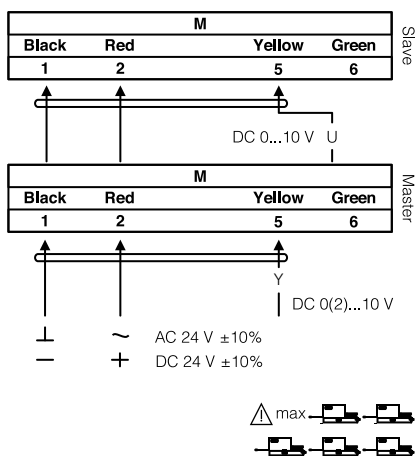 M
Black Red Yellow Green
1 2 5 6
Slave
DC 0...10 V U
M
Black Red Yellow Green
1 2 5 6
Master
Y
DC 0(2)...10 V
⊥ ~ AC 24 V ±10%
– + DC 24 V ±10%
max